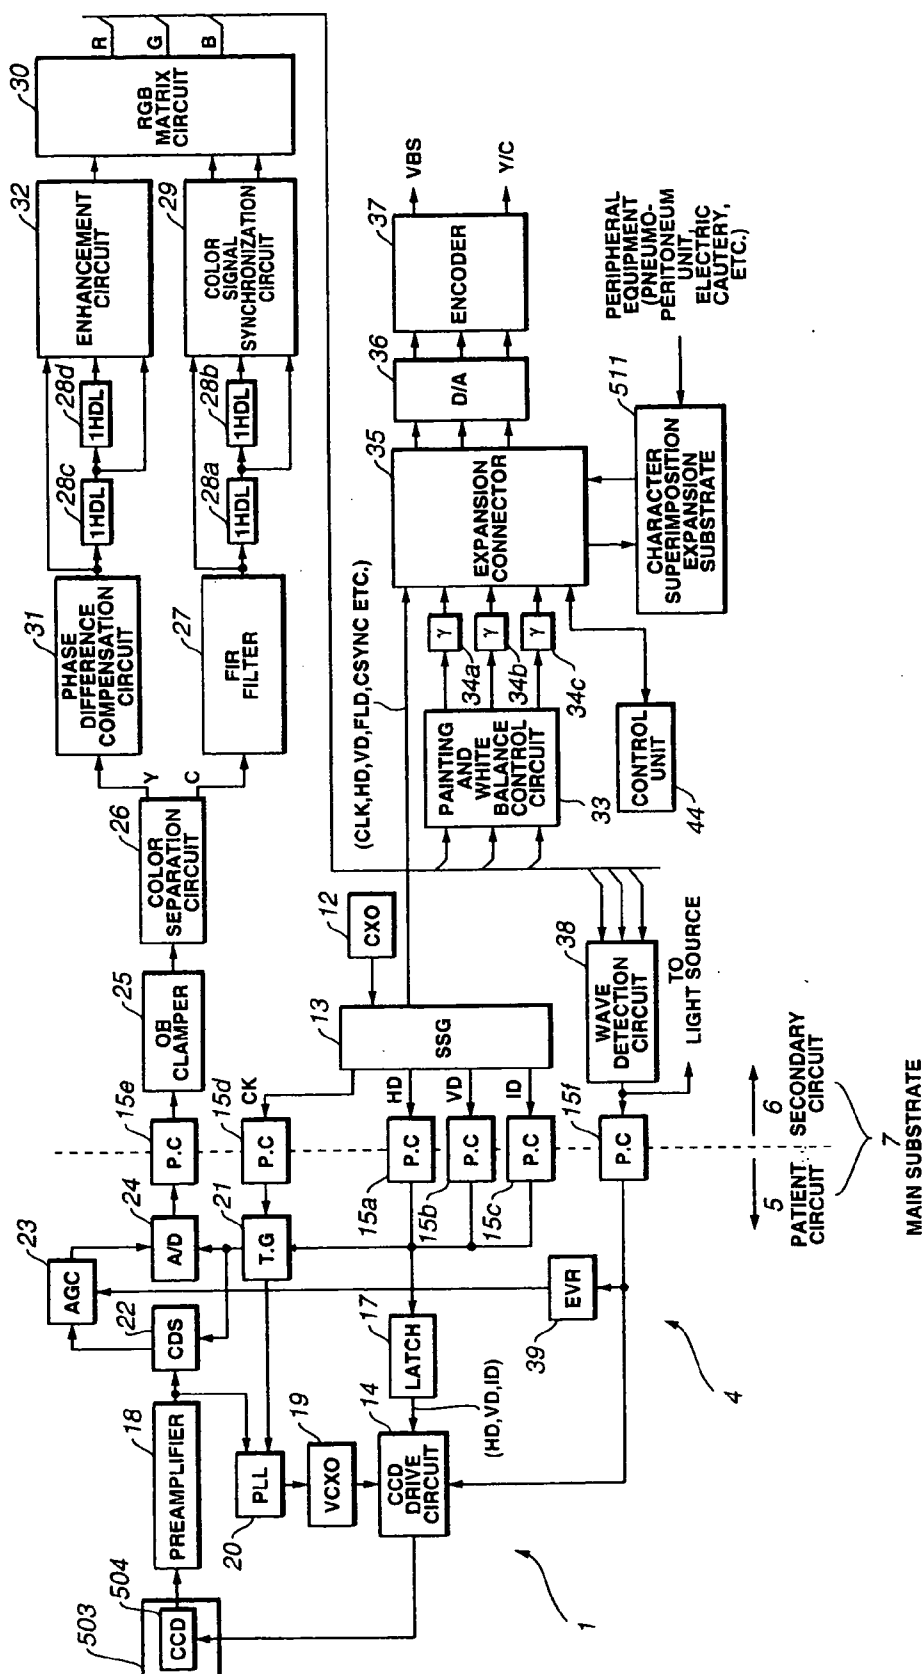 503
504
CCD
18
PREAMPLIFIER
22
CDS
23
AGC
24
A/D
15e
P.C
25
OB
CLAMPER
26
COLOR
SEPARATION
CIRCUIT
Y
C
31
PHASE
DIFFERENCE
COMPENSATION
CIRCUIT
27
FIR
FILTER
28c
1HDL
28d
1HDL
28a
1HDL
28b
1HDL
32
ENHANCEMENT
CIRCUIT
29
COLOR
SIGNAL
SYNCHRONIZATION
CIRCUIT
30
RGB
MATRIX
CIRCUIT
R
G
B
20
PLL
19
VCXO
14
CCD
DRIVE
CIRCUIT
17
LATCH
(HD,VD,ID)
21
T.G
15d
P.C
CK
15a
P.C
HD
15b
P.C
VD
15c
P.C
ID
13
SSG
12
CXO
(CLK,HD,VD,FLD,CSYNC ETC.)
39
EVR
15f
P.C
38
WAVE
DETECTION
CIRCUIT
TO
LIGHT SOURCE
33
PAINTING
AND
WHITE
BALANCE
CONTROL
CIRCUIT
34a
γ
34b
γ
34c
γ
44
CONTROL
UNIT
35
EXPANSION
CONNECTOR
36
D/A
37
ENCODER
VBS
Y/C
511
CHARACTER
SUPERIMPOSITION
EXPANSION
SUBSTRATE
PERIPHERAL
EQUIPMENT
(PNEUMO-
PERITONEUM
UNIT,
ELECTRIC
CAUTERY,
ETC.)
1
4
5
PATIENT
CIRCUIT
6
SECONDARY
CIRCUIT
7
MAIN SUBSTRATE